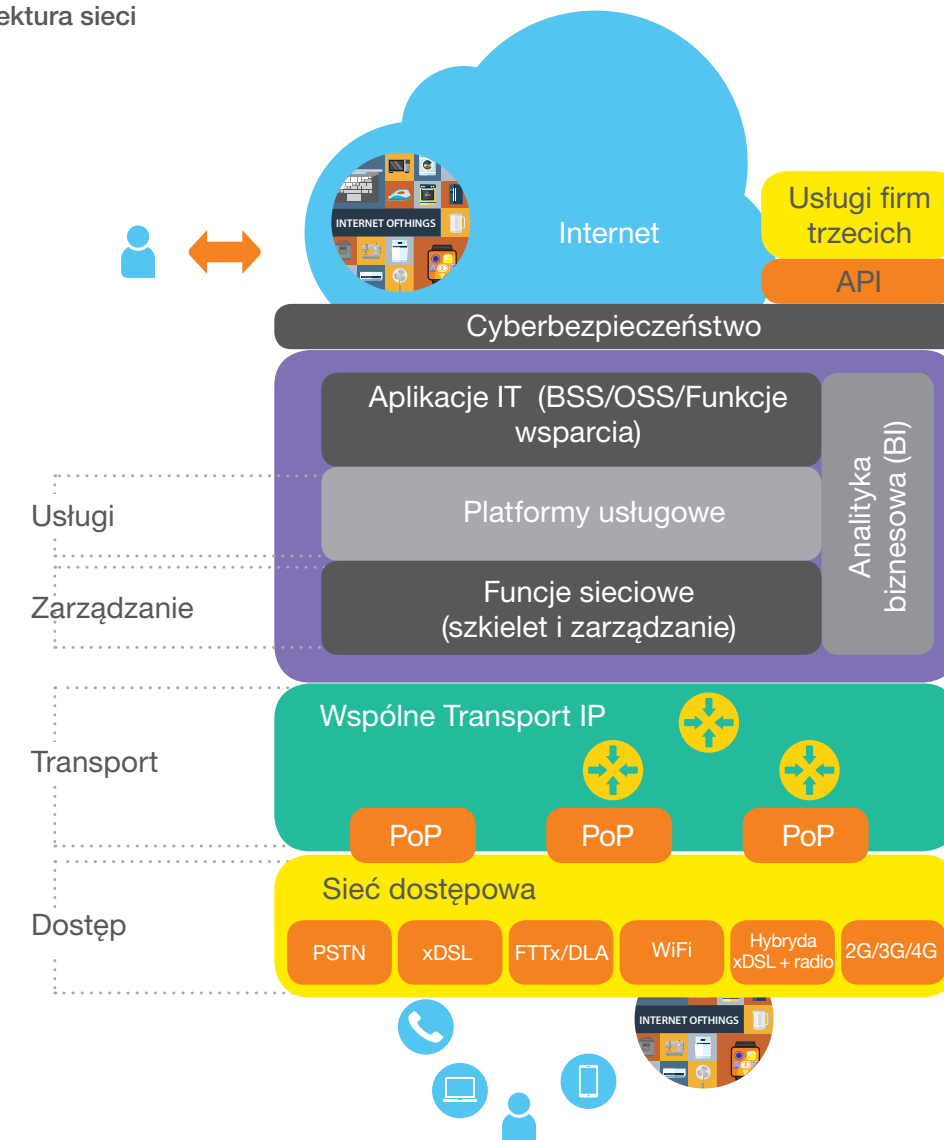 ektura sieci
INTERNET OFTHINGS
Internet
Usługi firm
trzecich
API
Cyberbezpieczeństwo
Aplikacje IT (BSS/OSS/Funkcje
wsparcia)
Analityka
biznesowa (BI)
Usługi
Platformy usługowe
Zarządzanie
Funcje sieciowe
(szkielet i zarządzanie)
Wspólne Transport IP
Transport
PoP
PoP
PoP
Sieć dostępowa
Dostęp
PSTN
xDSL
FTTx/DLA
WiFi
Hybryda
xDSL + radio
2G/3G/4G
INTERNET OFTHINGS